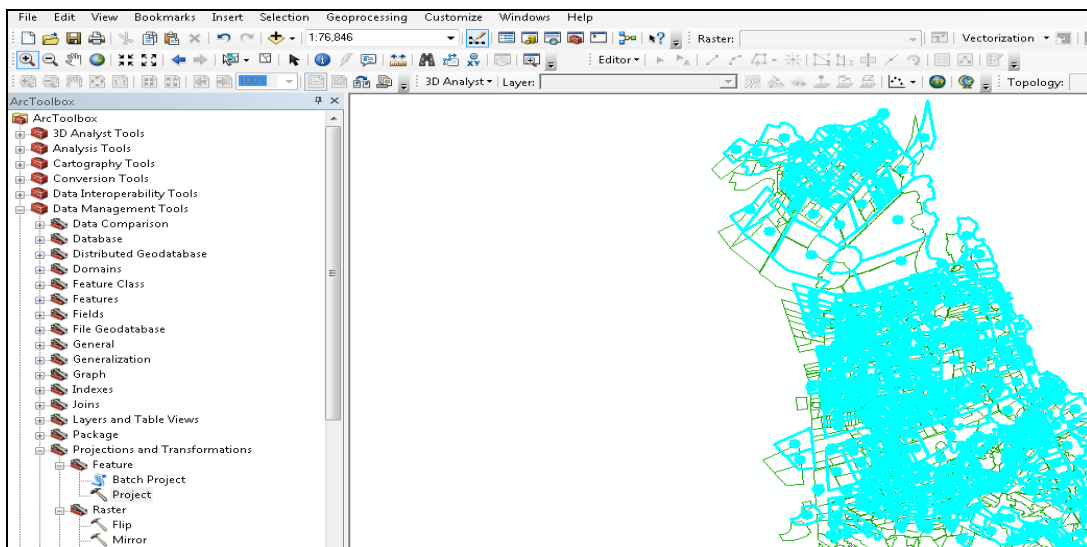 File Edit View Bookmarks Insert Selection Geoprocessing Customize Windows Help
1:76,846 Raster: Vectorization
Editor
100% 3D Analyst Layer: Topology:
ArcToolbox
ArcToolbox
3D Analyst Tools
Analysis Tools
Cartography Tools
Conversion Tools
Data Interoperability Tools
Data Management Tools
Data Comparison
Database
Distributed Geodatabase
Domains
Feature Class
Features
Fields
File Geodatabase
General
Generalization
Graph
Indexes
Joins
Layers and Table Views
Package
Projections and Transformations
Feature
Batch Project
Project
Raster
Flip
Mirror